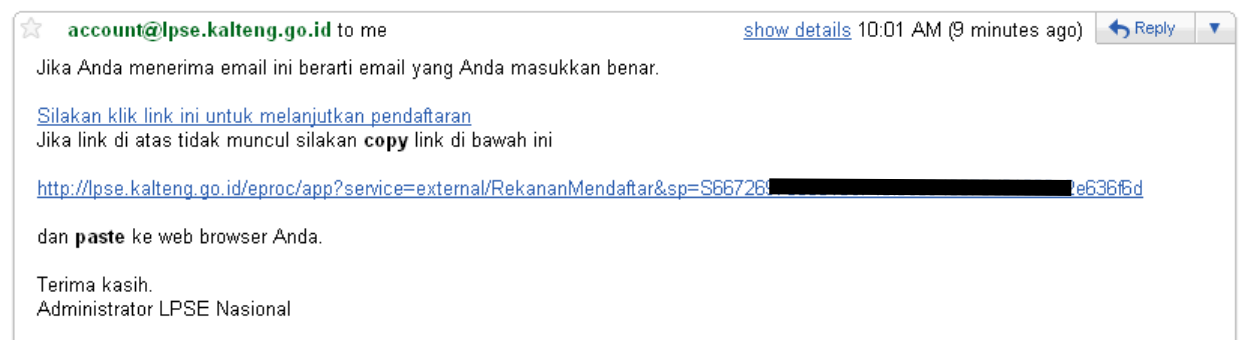 account@lpse.kalteng.go.id to me show details 10:01 AM (9 minutes ago) Reply
Jika Anda menerima email ini berarti email yang Anda masukkan benar.
Silakan klik link ini untuk melanjutkan pendaftaran
Jika link di atas tidak muncul silakan copy link di bawah ini
http://lpse.kalteng.go.id/eproc/app?service=external/RekananMendaftar&sp=S66726 e636f6d
dan paste ke web browser Anda.
Terima kasih.
Administrator LPSE Nasional